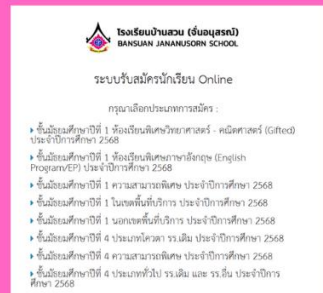 โรงเรียนบ้านสวน (จั่นอนุสรณ์)
BANSUAN JANANUSORN SCHOOL
ระบบรับสมัครนักเรียน Online
กรุณาเลือกประเภทการสมัคร :
ชั้นมัธยมศึกษาปีที่ 1 ห้องเรียนพิเศษวิทยาศาสตร์ - คณิตศาสตร์ (Gifted)
ประจำปีการศึกษา 2568
ชั้นมัธยมศึกษาปีที่ 1 ห้องเรียนพิเศษภาษาอังกฤษ (English
Program/EP) ประจำปีการศึกษา 2568
ชั้นมัธยมศึกษาปีที่ 1 ความสามารถพิเศษ ประจำปีการศึกษา 2568
ชั้นมัธยมศึกษาปีที่ 1 ในเขตพื้นที่บริการ ประจำปีการศึกษา 2568
ชั้นมัธยมศึกษาปีที่ 1 นอกเขตพื้นที่บริการ ประจำปีการศึกษา 2568
ชั้นมัธยมศึกษาปีที่ 4 ประเภทโควตา รร.เดิม ประจำปีการศึกษา 2568
ชั้นมัธยมศึกษาปีที่ 4 ความสามารถพิเศษ ประจำปีการศึกษา 2568
ชั้นมัธยมศึกษาปีที่ 4 ประเภททั่วไป รร.เดิม และ รร.อื่น ประจำปีการ
ศึกษา 2568